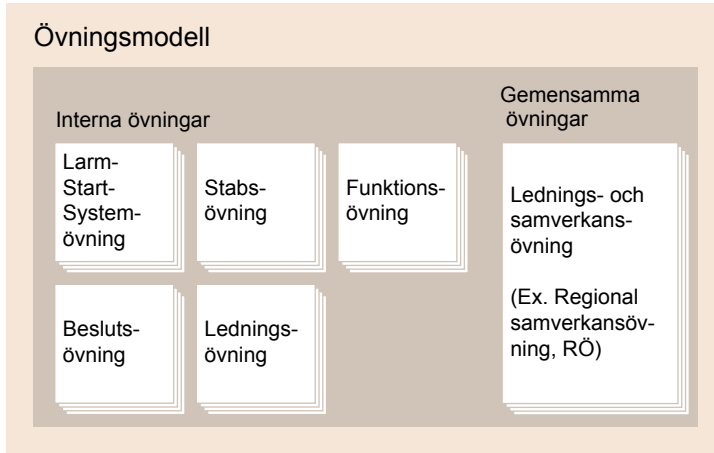 Övningsmodell
Interna övningar
Larm-
Start-
System-
övning
Stabs-
övning
Funktions-
övning
Besluts-
övning
Lednings-
övning
Gemensamma
övningar
Lednings- och
samverkans-
övning
(Ex. Regional
samverkansöv-
ning, RÖ)